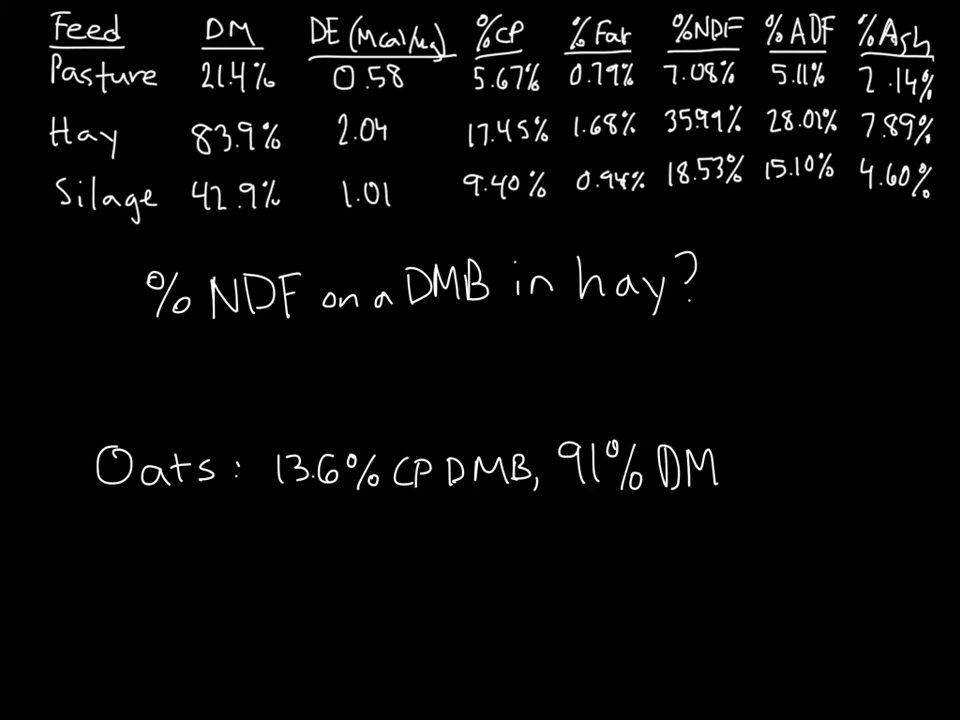 Feed DM DE (Mcal/kg) %CP %Fat %NDF %ADF %Ash
Pasture 21.4% 0.58 5.67% 0.79% 7.08% 5.11% 2.14%
Hay 83.9% 2.04 17.45% 1.68% 35.99% 28.01% 7.89%
Silage 42.9% 1.01 9.40% 0.94% 18.53% 15.10% 4.60%
% NDF on a DMB in hay?
Oats: 13.6% CP DMB, 91% DM